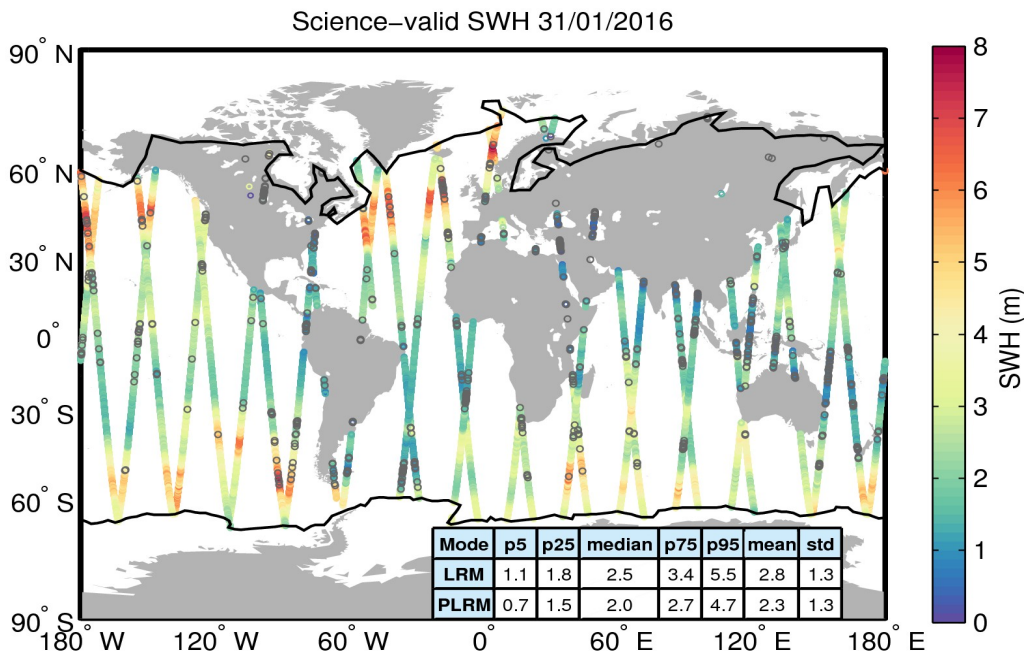 Science−valid SWH 31/01/2016
90° N
60° N
30° N
0°
30° S
60° S
90° S
180° W
120° W
60° W
0°
60° E
120° E
180° E
Mode p5 p25 median p75 p95 mean std
LRM 1.1 1.8 2.5 3.4 5.5 2.8 1.3
PLRM 0.7 1.5 2.0 2.7 4.7 2.3 1.3
8
7
6
5
4
3
2
1
0
SWH (m)